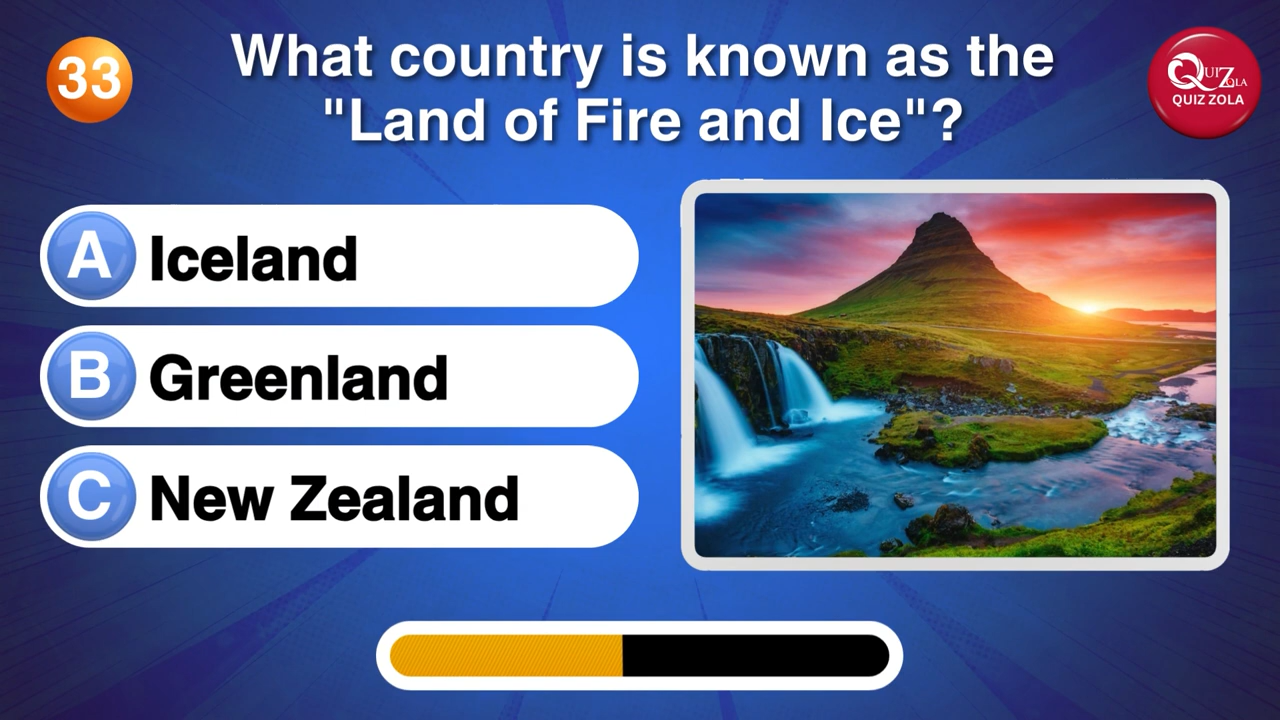 33
What country is known as the
"Land of Fire and Ice"?
QUIZ ZOLA
QUIZ ZOLA
A Iceland
B Greenland
C New Zealand